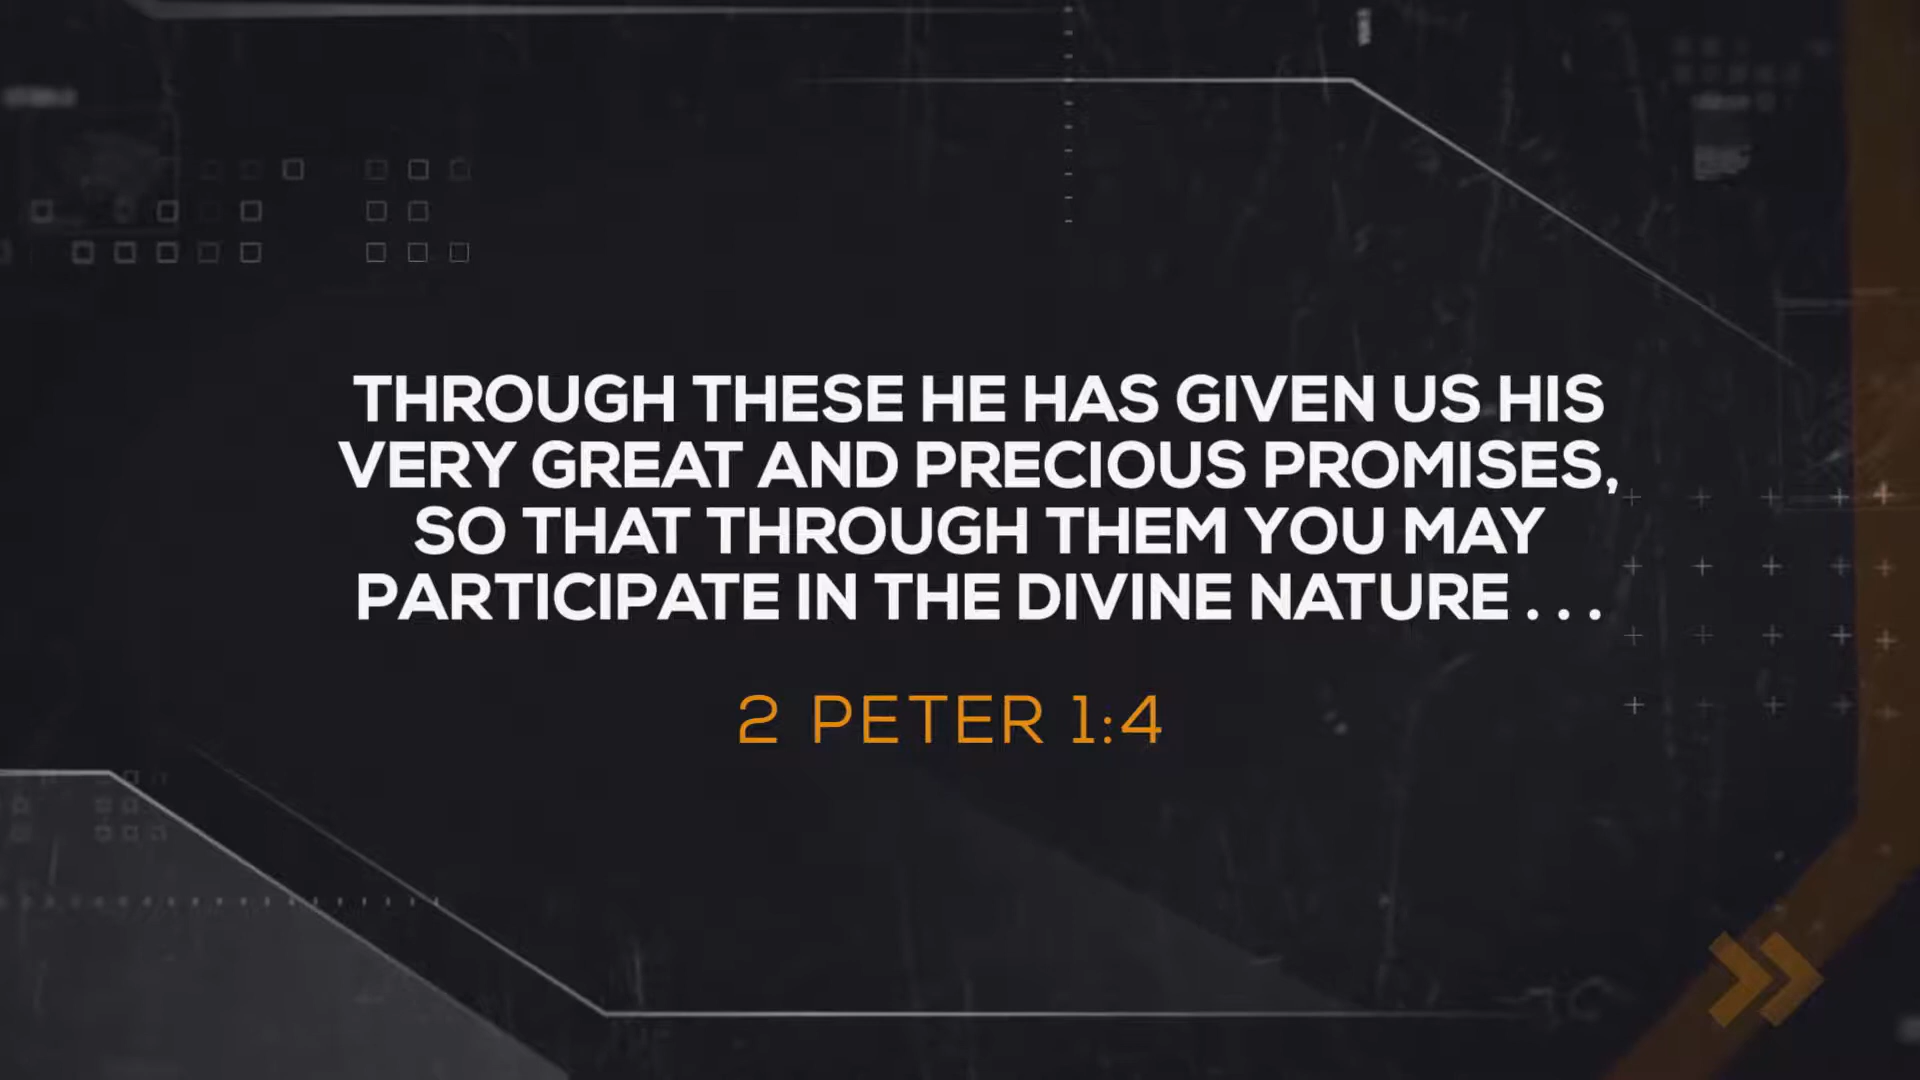 THROUGH THESE HE HAS GIVEN US HIS
VERY GREAT AND PRECIOUS PROMISES,
SO THAT THROUGH THEM YOU MAY
PARTICIPATE IN THE DIVINE NATURE . . .
2 PETER 1:4